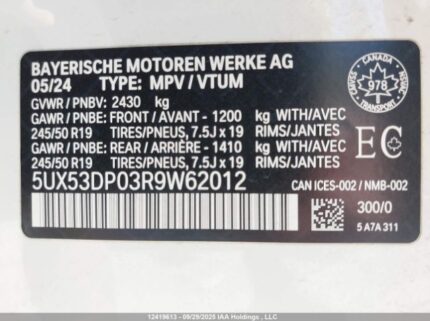 BAYERISCHE MOTOREN WERKE AG
05/24 TYPE: MPV / VTUM
GVWR / PNBV: 2430 kg
GAWR / PNBE: FRONT / AVANT - 1200 kg WITH/AVEC
245/50 R19 TIRES/PNEUS, 7.5J x 19 RIMS/JANTES
GAWR / PNBE: REAR / ARRIÈRE - 1410 kg WITH/AVEC
245/50 R19 TIRES/PNEUS, 7.5J x 19 RIMS/JANTES
5UX53DP03R9W62012
CANADA
978
TRANSPORT
EC
CAN ICES-002 / NMB-002
300/0
5 A7A 311
12419613 - 09/29/2025 IAA Holdings, LLC. Copyright